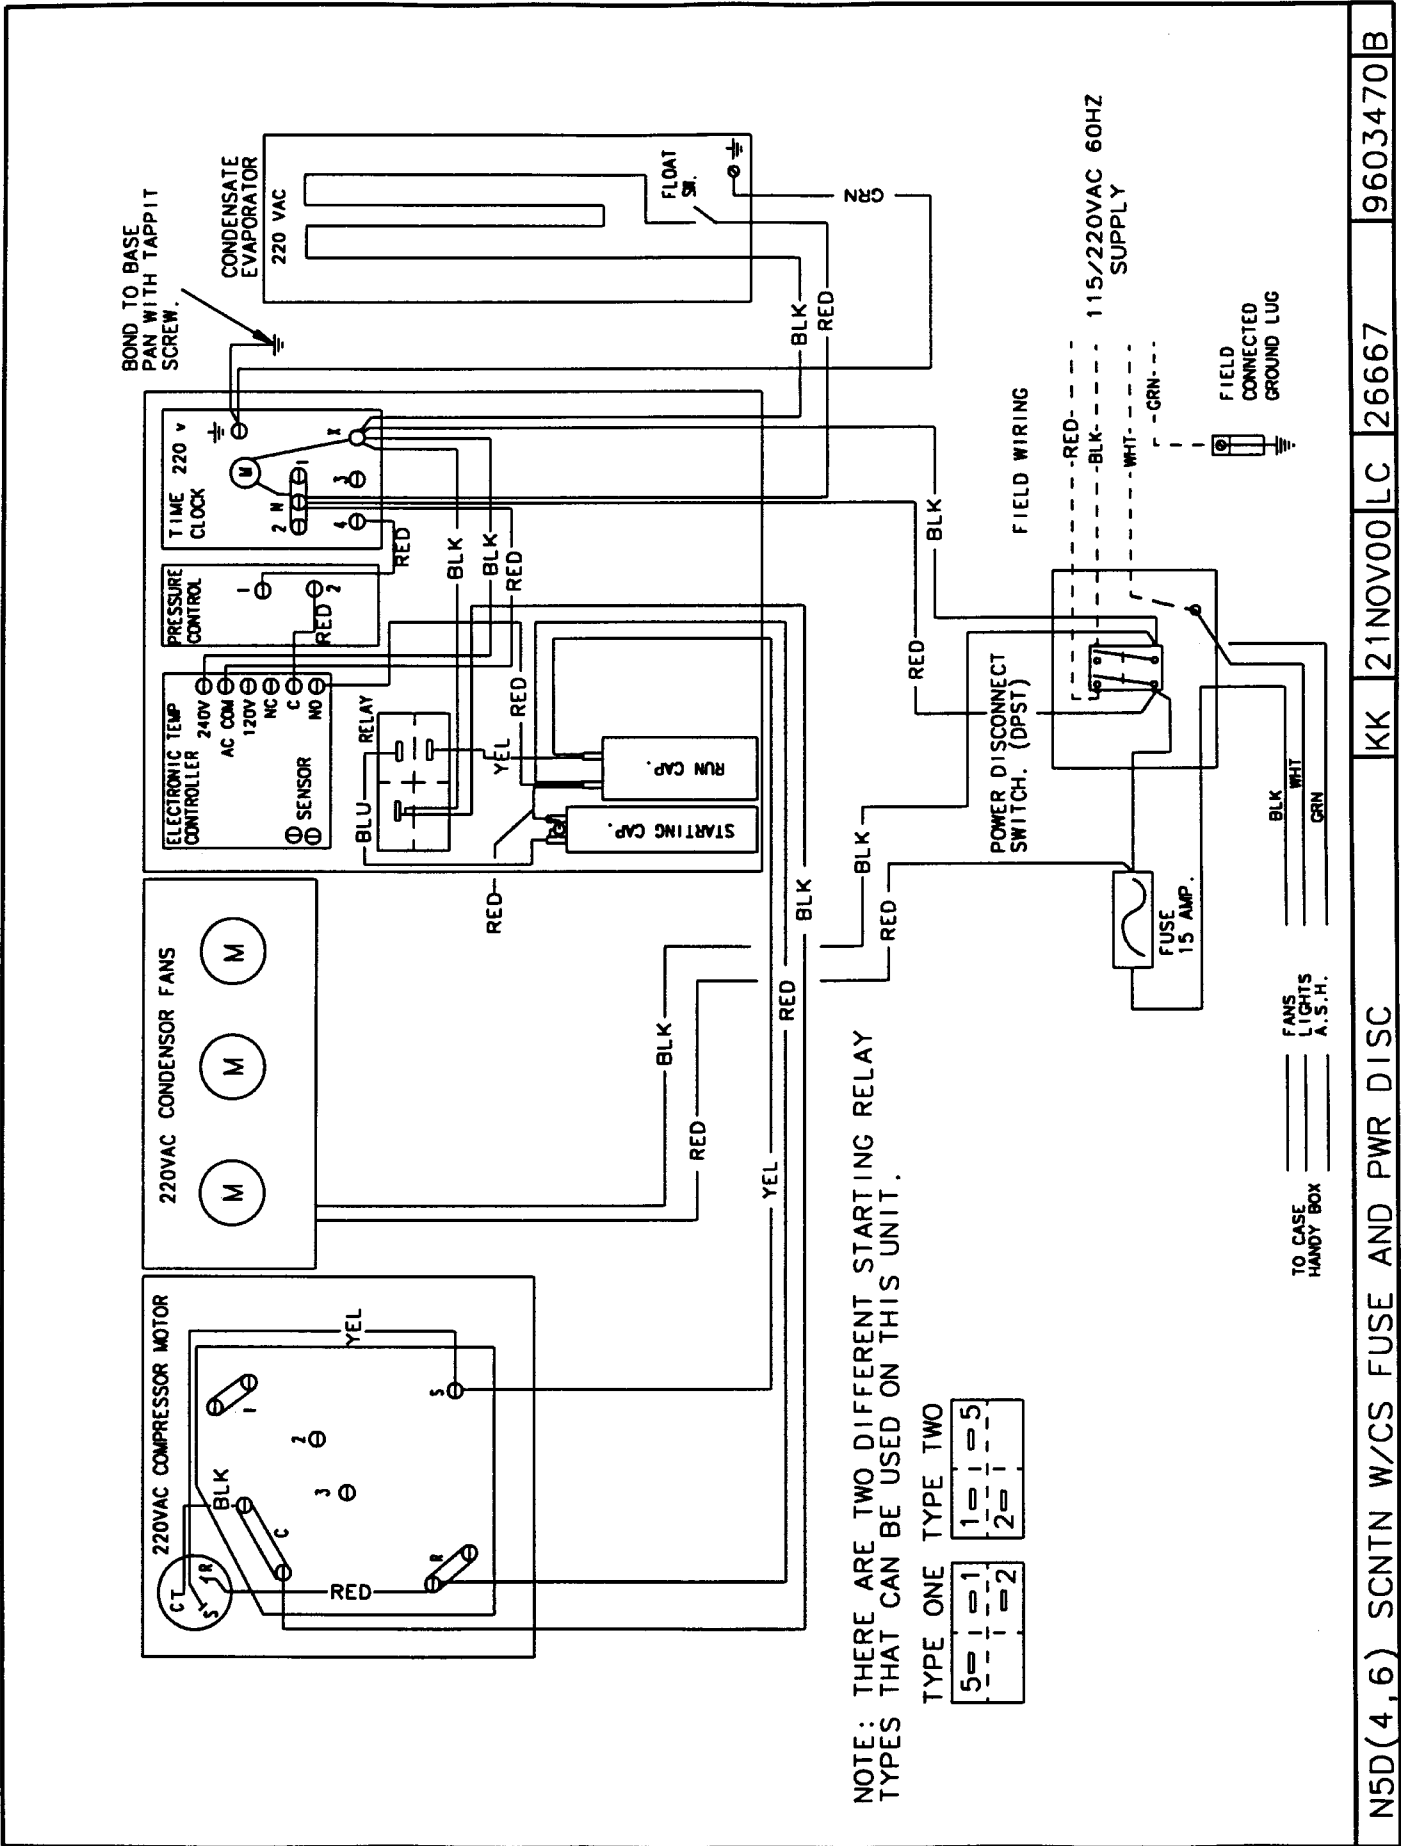 220VAC COMPRESSOR MOTOR
C
S
R
BLK
C
3
2
1
YEL
S
RED
R
220VAC CONDENSOR FANS
M
M
M
ELECTRONIC TEMP
CONTROLLER
240V
AC COM
120V
NC
C
NO
SENSOR
PRESSURE
CONTROL
1
2
RED
TIME 220 v
CLOCK
M
2
N
1
4
3
X
RED
BOND TO BASE
PAN WITH TAPPIT
SCREW.
CONDENSATE
EVAPORATOR
220 VAC
FLOAT
SW.
GRN
BLU
RELAY
YEL
BLK
BLK
RED
RED
RED
STARTING CAP.
RUN CAP.
BLK
RED
BLK
RED
YEL
RED
BLK
BLK
RED
RED
BLK
POWER DISCONNECT
SWITCH. (DPST)
FIELD WIRING
RED
BLK
WHT
GRN
115/220VAC 60HZ
SUPPLY
FIELD
CONNECTED
GROUND LUG
FUSE
15 AMP.
BLK
WHT
GRN
FANS
LIGHTS
A.S.H.
TO CASE
HANDY BOX
NOTE: THERE ARE TWO DIFFERENT STARTING RELAY
TYPES THAT CAN BE USED ON THIS UNIT.
TYPE ONE
5
1
2
TYPE TWO
1
5
2
N5D(4,6) SCNTN W/CS FUSE AND PWR DISC
KK
21NOV00
LC
26667
9603470
B